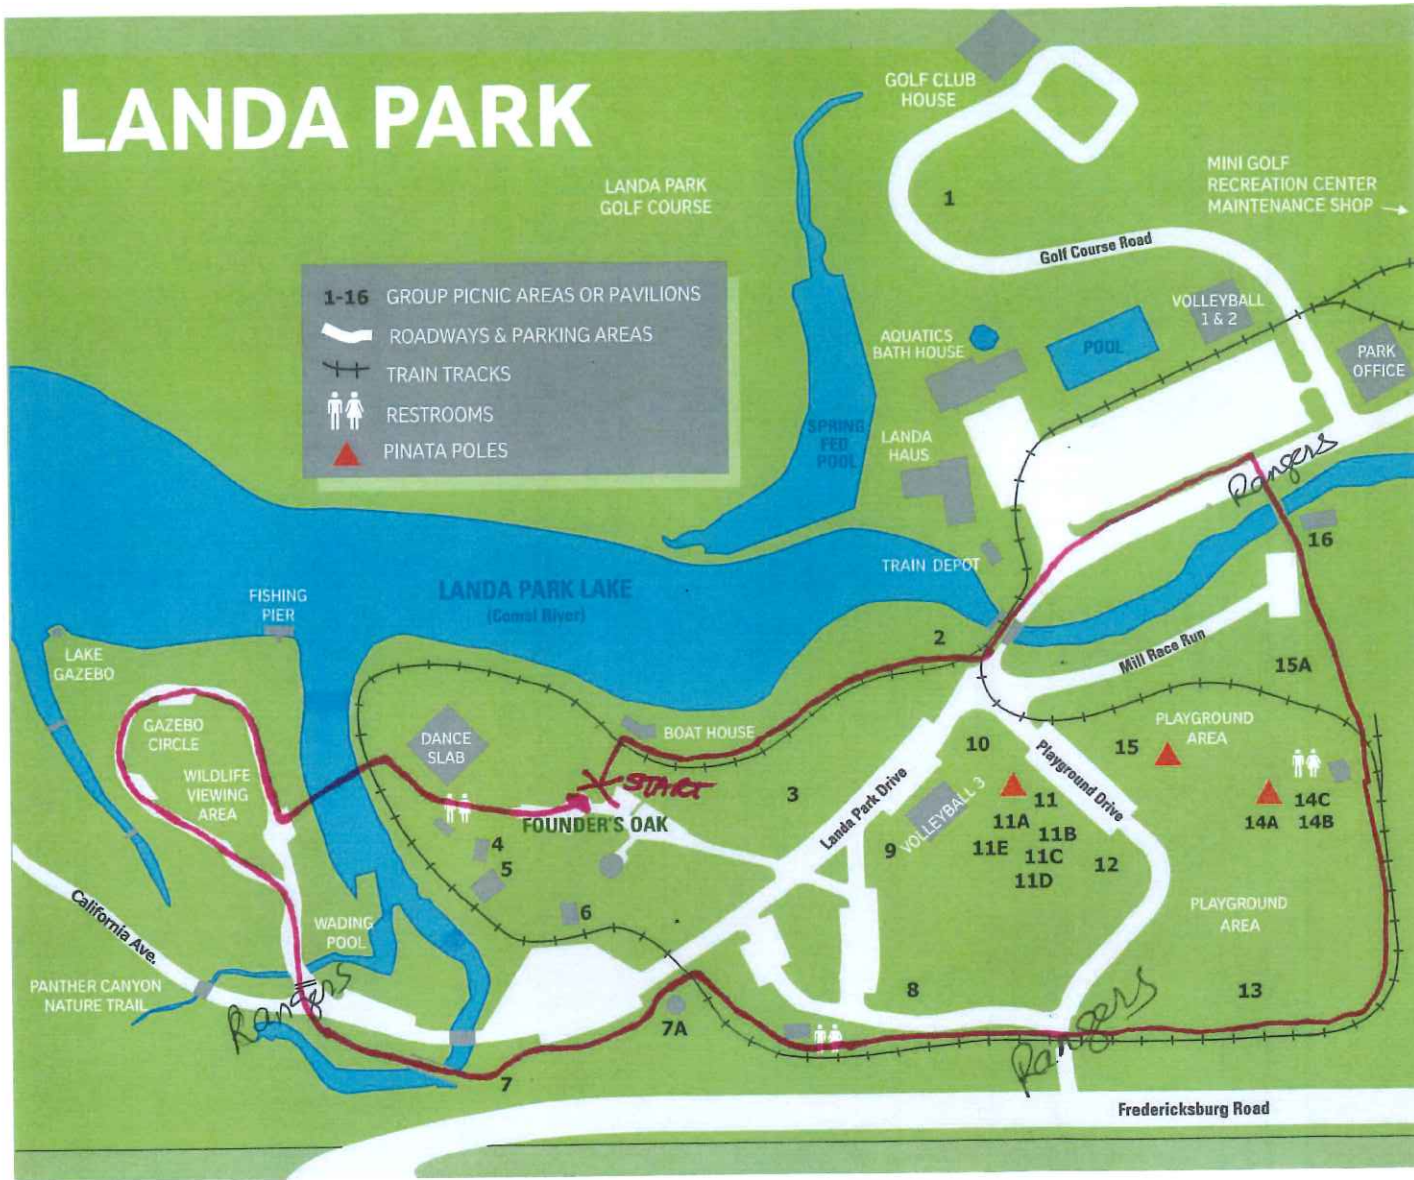 LANDA PARK
GOLF CLUB
HOUSE
LANDA PARK
GOLF COURSE
MINI GOLF
RECREATION CENTER
MAINTENANCE SHOP
1
Golf Course Road
1-16 GROUP PICNIC AREAS OR PAVILIONS
ROADWAYS & PARKING AREAS
TRAIN TRACKS
RESTROOMS
PINATA POLES
VOLLEYBALL
1 & 2
AQUATICS
BATH HOUSE
POOL
PARK
OFFICE
SPRING
FED
POOL
LANDA
HAUS
Rangers
16
TRAIN DEPOT
LANDA PARK LAKE
(Comal River)
FISHING
PIER
LAKE
GAZEBO
2
Mill Race Run
15A
GAZEBO
CIRCLE
WILDLIFE
VIEWING
AREA
DANCE
SLAB
BOAT HOUSE
START
FOUNDER'S OAK
3
10
15
PLAYGROUND
AREA
Landa Park Drive
Playground Drive
VOLLEYBALL 3
11
11A
11B
11E
11C
11D
12
14C
14A
14B
9
4
5
6
WADING
POOL
PLAYGROUND
AREA
California Ave.
PANTHER CANYON
NATURE TRAIL
Rangers
8
13
7A
Rangers
7
Fredericksburg Road